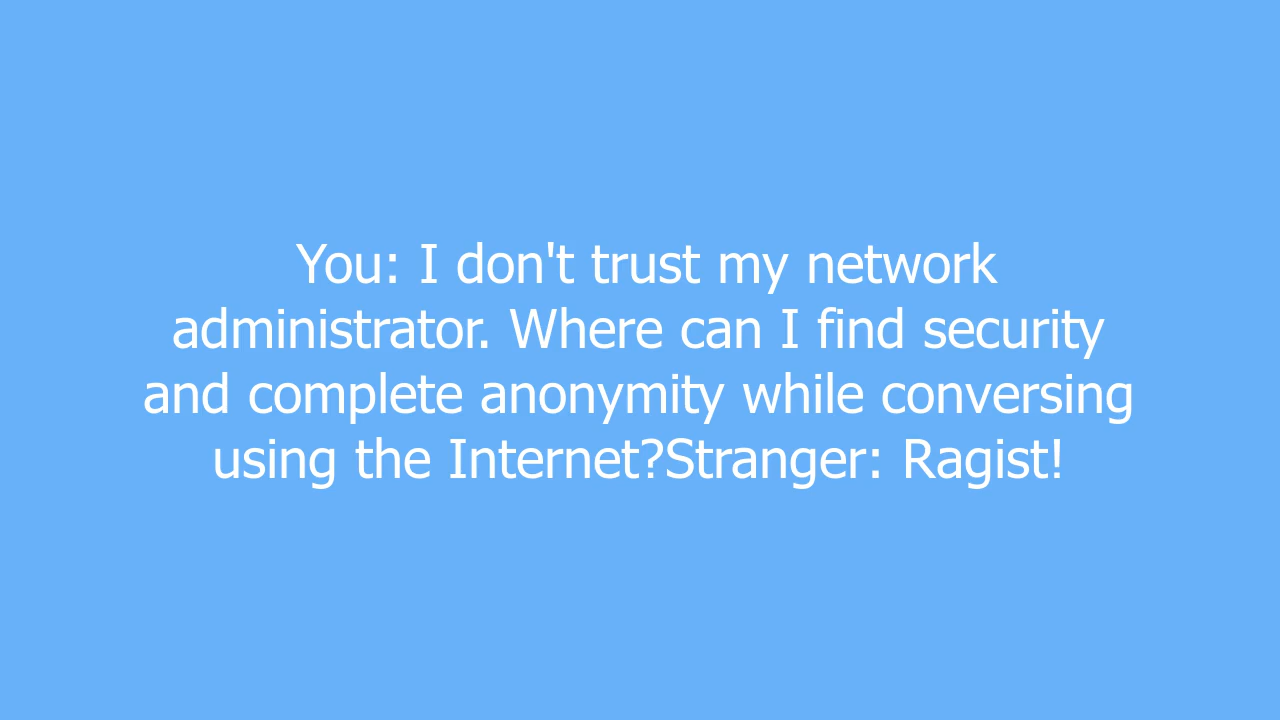 You: I don't trust my network
administrator. Where can I find security
and complete anonymity while conversing
using the Internet?Stranger: Ragist!